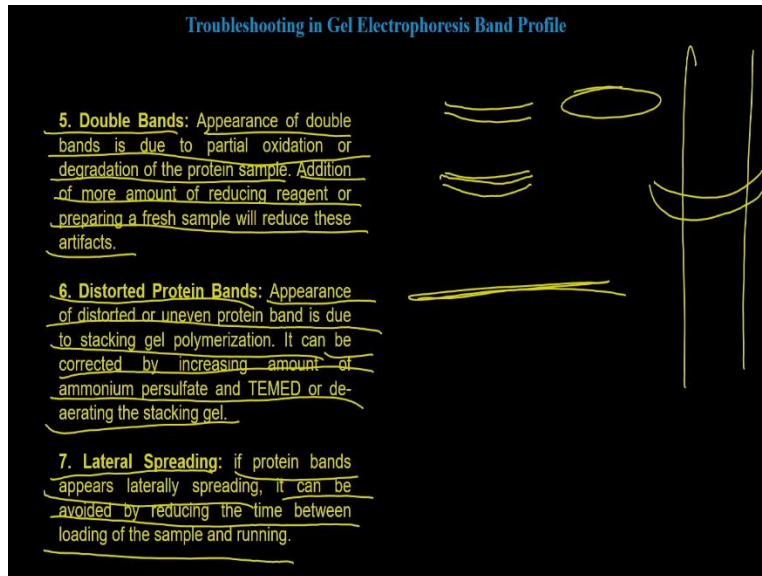 Troubleshooting in Gel Electrophoresis Band Profile
5. Double Bands: Appearance of double
bands is due to partial oxidation or
degradation of the protein sample. Addition
of more amount of reducing reagent or
preparing a fresh sample will reduce these
artifacts.
6. Distorted Protein Bands: Appearance
of distorted or uneven protein band is due
to stacking gel polymerization. It can be
corrected by increasing amount of
ammonium persulfate and TEMED or de-
aerating the stacking gel.
7. Lateral Spreading: if protein bands
appears laterally spreading, it can be
avoided by reducing the time between
loading of the sample and running.